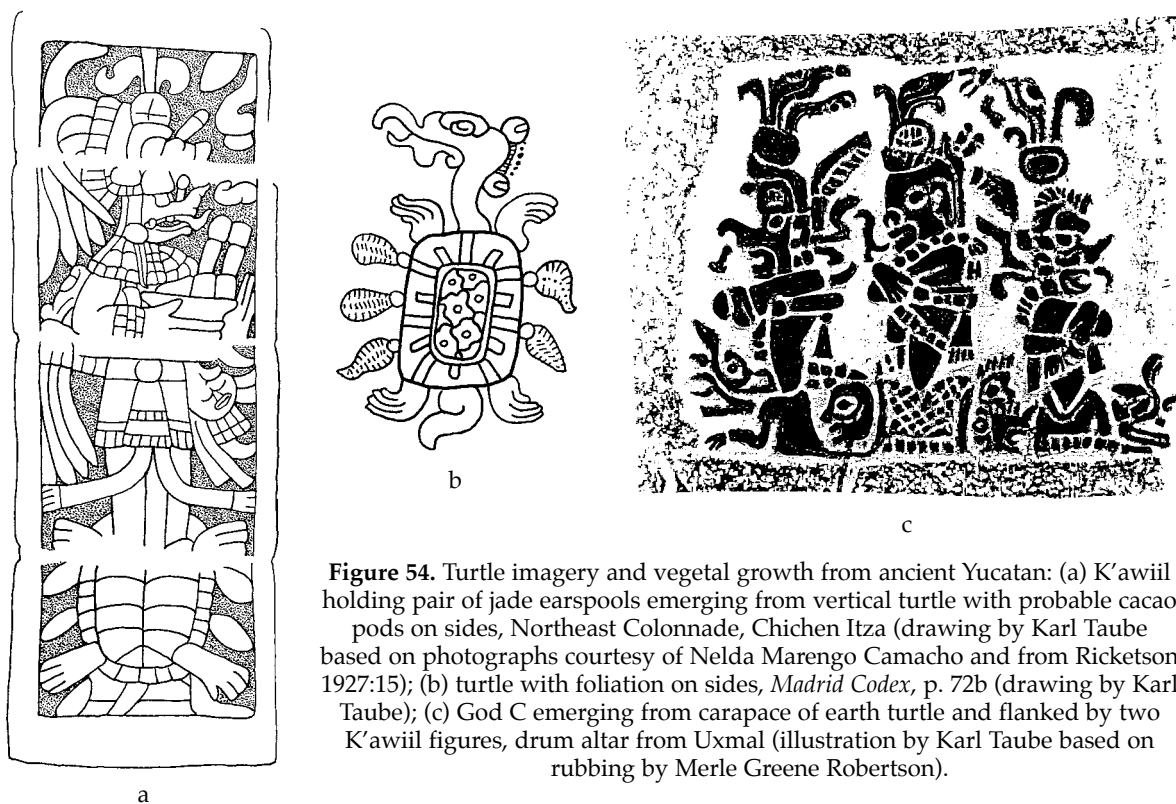 b
c
a
Figure 54. Turtle imagery and vegetal growth from ancient Yucatan: (a) K’awiil
holding pair of jade earspools emerging from vertical turtle with probable cacao
pods on sides, Northeast Colonnade, Chichen Itza (drawing by Karl Taube
based on photographs courtesy of Nelda Marengo Camacho and from Ricketson
1927:15); (b) turtle with foliation on sides, Madrid Codex, p. 72b (drawing by Karl
Taube); (c) God C emerging from carapace of earth turtle and flanked by two
K’awiil figures, drum altar from Uxmal (illustration by Karl Taube based on
rubbing by Merle Greene Robertson).